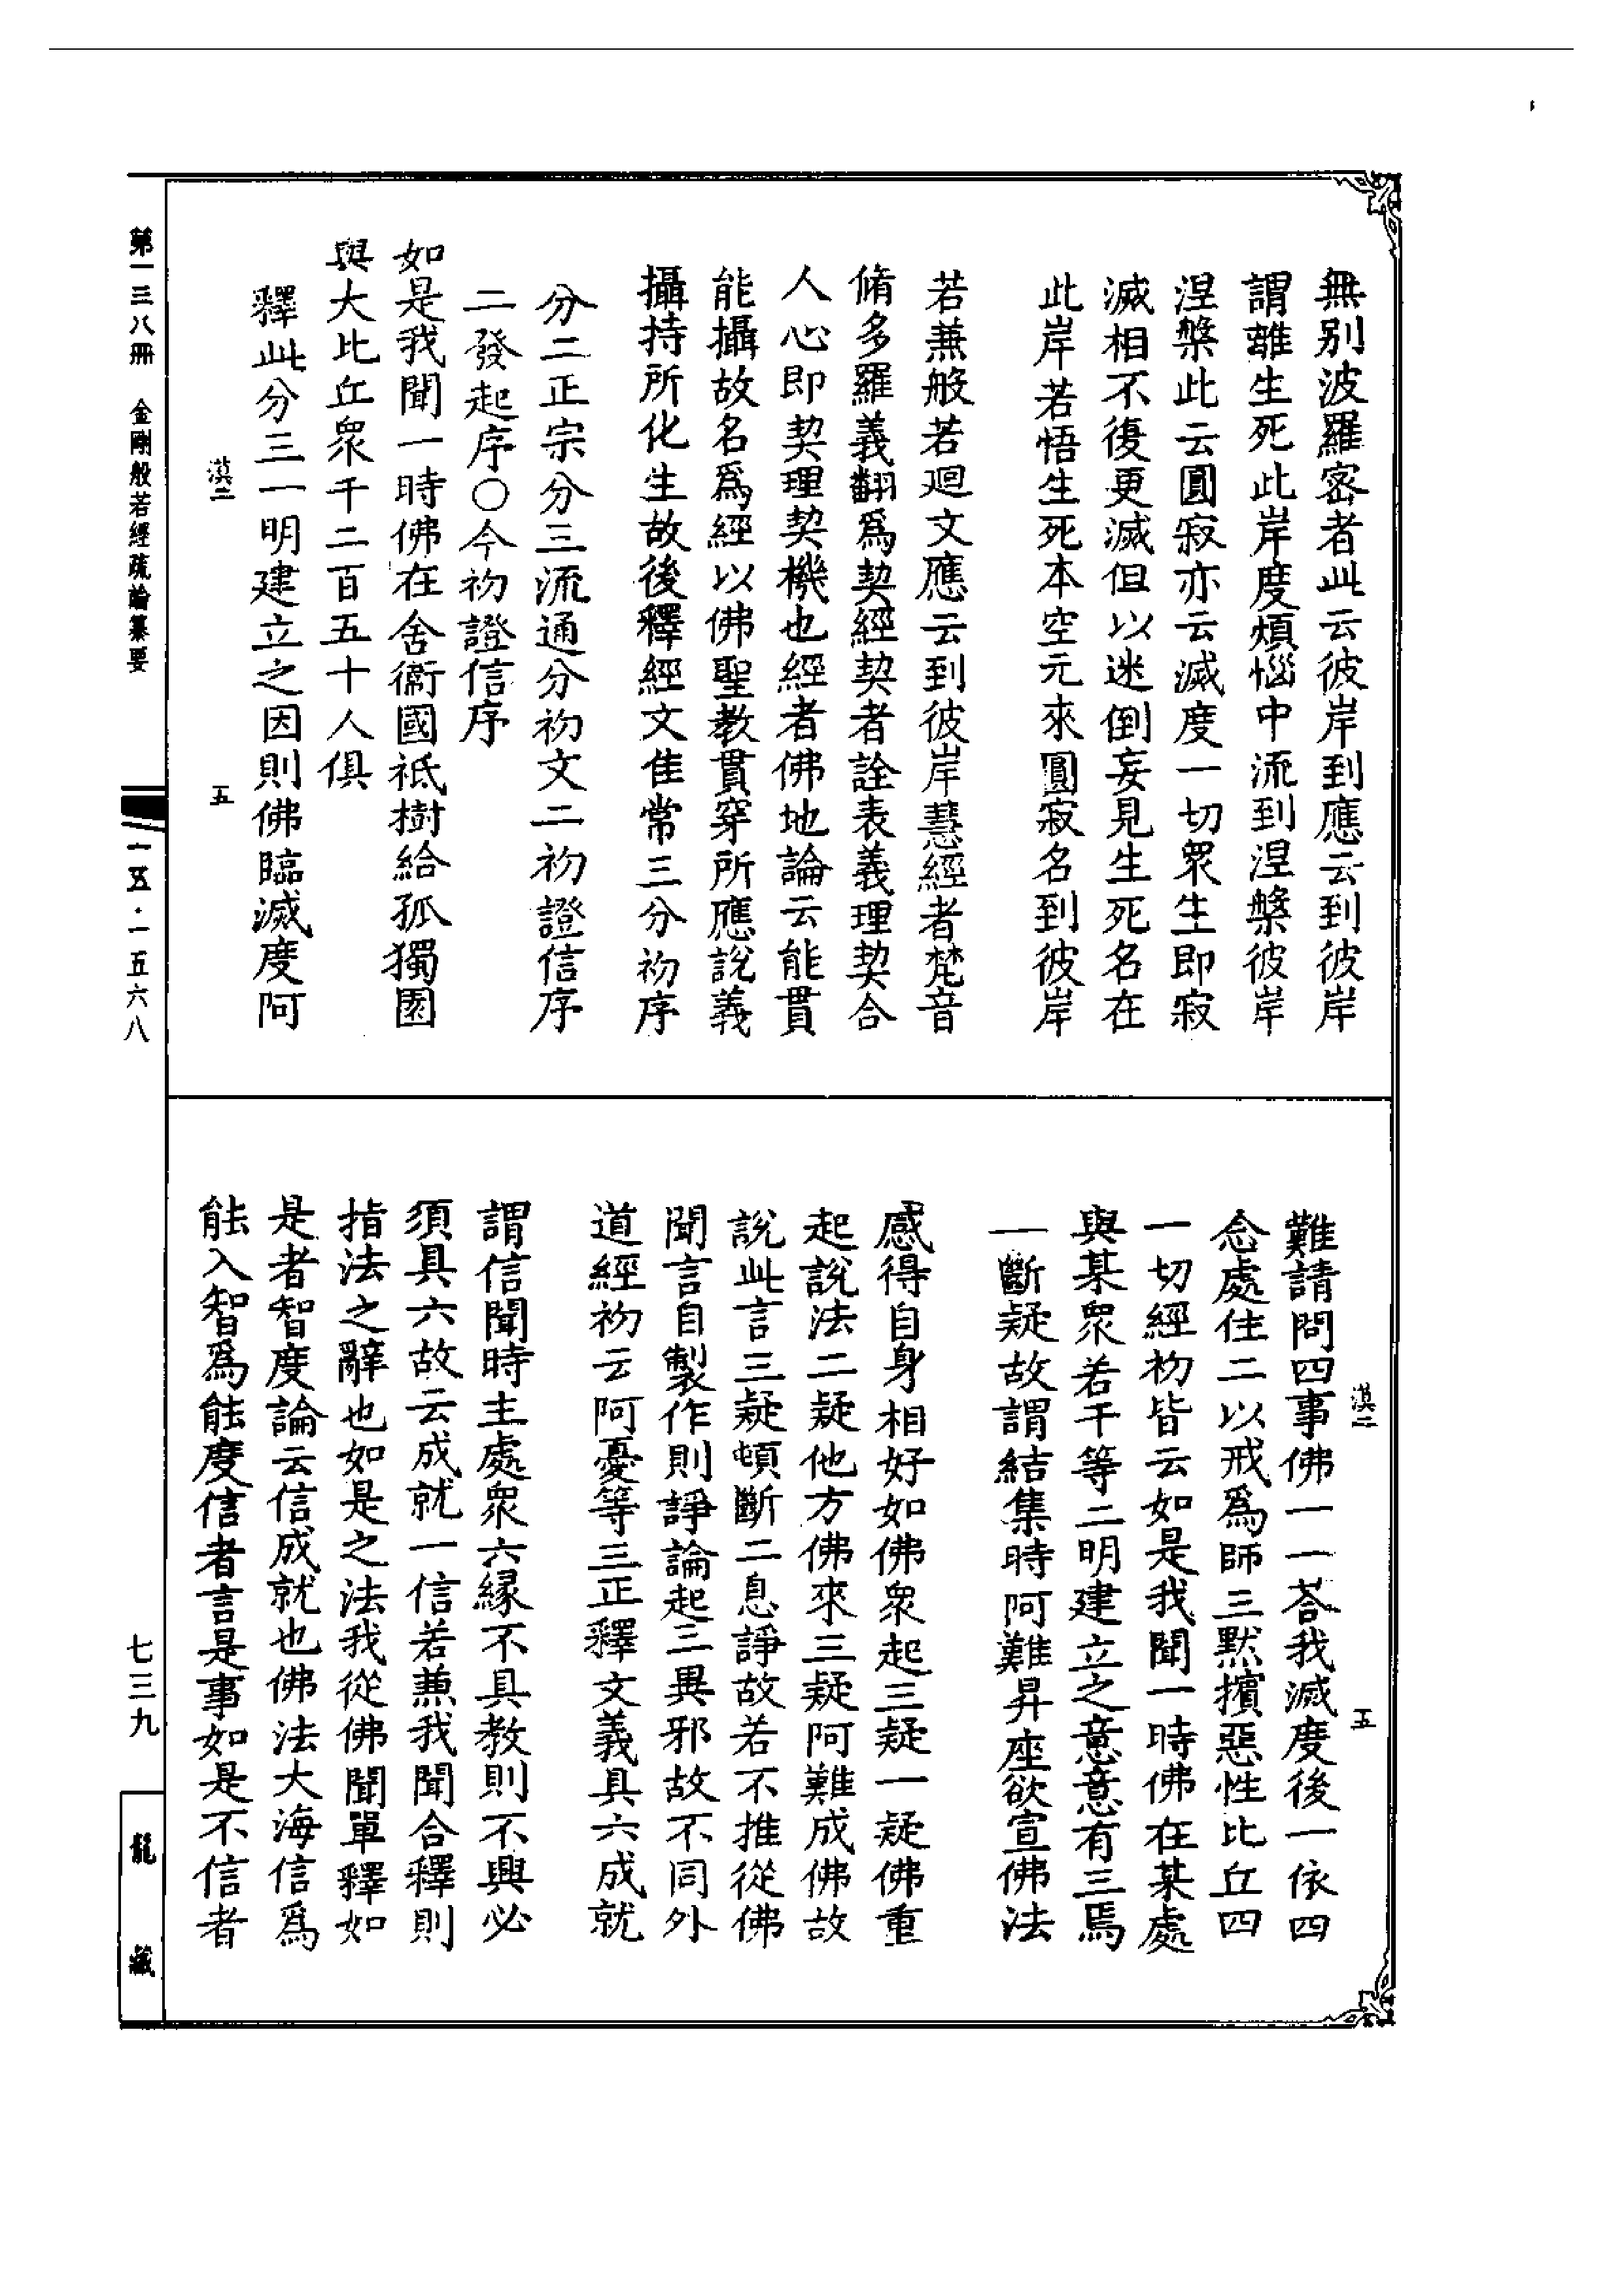 無別波羅密者此云彼岸到應云到彼岸
謂離生死此岸度煩惱中流到涅槃彼岸
涅槃此云圓寂亦云滅度一切衆生即寂
滅相不復更滅但以迷倒妄見生死名在
此岸若悟生死本空元來圓寂名到彼岸
若兼般若迴文應云到彼岸慧經者梵音
脩多羅義翻爲契經契者詮表義理契合
人心即契理契機也經者佛地論云能貫
能攝故名爲經以佛聖教貫穿所應說義
攝持所化生故後釋經文隹常三分初序
分二正宗分三流通分初文二初證信序
二發起序○今初證信序
如是我聞一時佛在舍衞國祇樹給孤獨園
與大比丘衆千二百五十人俱
釋此分三一明建立之因則佛臨滅度阿
漠二 五
難請問四事佛一一荅我滅度後一依四
念處住二以戒爲師三默擯惡性比丘四
一切經初皆云如是我聞一時佛在某處
與某衆若干等二明建立之意意有三焉
一斷疑故謂結集時阿難昇座欲宣佛法
感得自身相好如佛衆起三疑一疑佛重
起說法二疑他方佛來三疑阿難成佛故
說此言三疑頓斷二息諍故若不推從佛
聞言自製作則諍論起三異邪故不同外
道經初云阿憂等三正釋文義具六成就
謂信聞時主處衆六緣不具教則不興必
須具六故云成就一信若兼我聞合釋則
指法之辭也如是之法我從佛聞單釋如
是者智度論云信成就也佛法大海信爲
能入智爲能度信者言是事如是不信者
漠二 五
第一三八冊 金剛般若經疏論纂要
一五·一五六八
七三九
龍藏